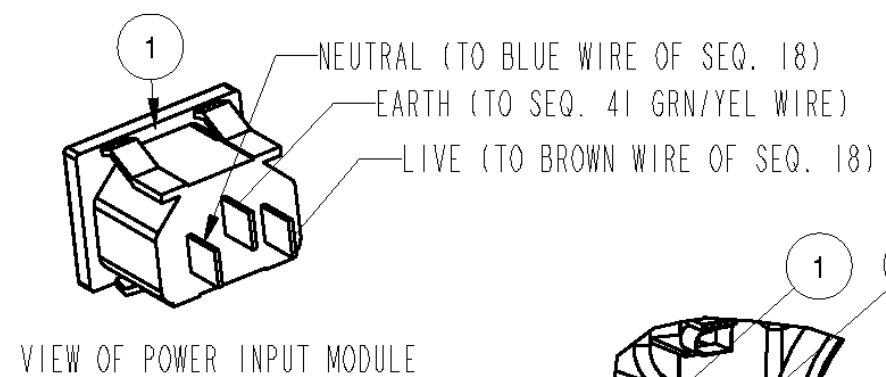 1
NEUTRAL (TO BLUE WIRE OF SEQ. 18)
EARTH (TO SEQ. 41 GRN/YEL WIRE)
LIVE (TO BROWN WIRE OF SEQ. 18)
1 (
VIEW OF POWER INPUT MODULE